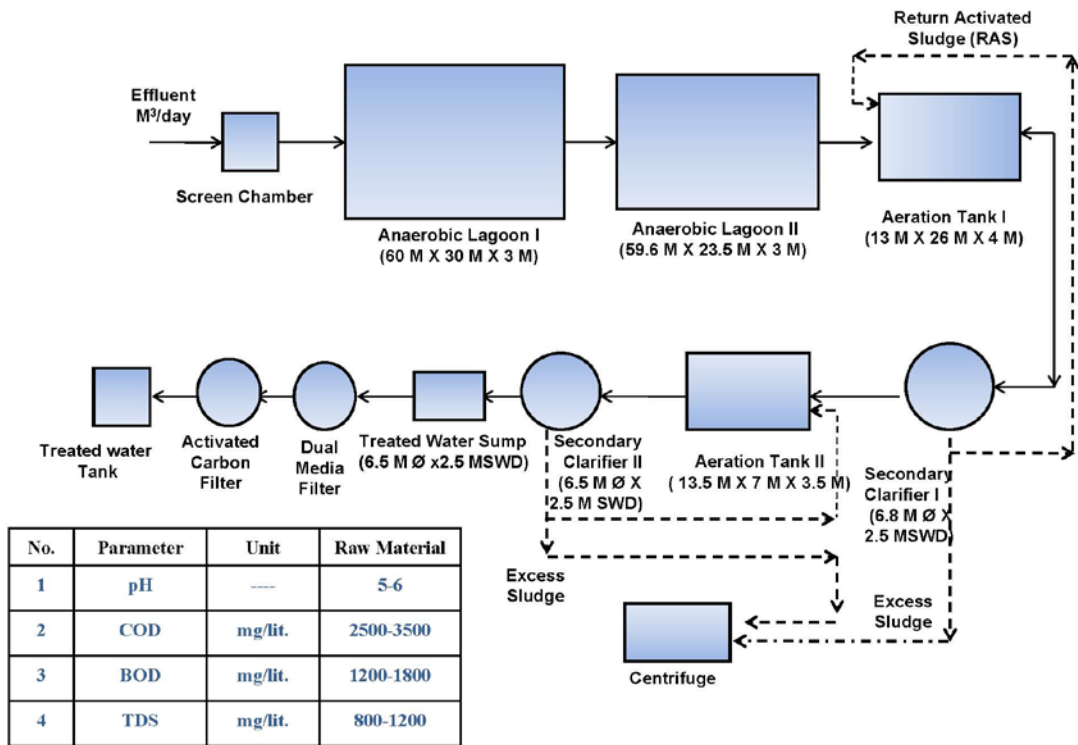 Return Activated
Sludge (RAS)
Effluent
M³/day
Screen Chamber
Anaerobic Lagoon I
(60 M X 30 M X 3 M)
Anaerobic Lagoon II
(59.6 M X 23.5 M X 3 M)
Aeration Tank I
(13 M X 26 M X 4 M)
Treated water
Tank
Activated
Carbon
Filter
Dual
Media
Filter
Treated Water Sump
(6.5 M Ø x2.5 MSWD)
Secondary
Clarifier II
(6.5 M Ø X
2.5 M SWD)
Aeration Tank II
( 13.5 M X 7 M X 3.5 M)
Secondary
Clarifier I
(6.8 M Ø X
2.5 MSWD)
Excess
Sludge
Excess
Sludge
Centrifuge
No. Parameter Unit Raw Material
1 pH ---- 5-6
2 COD mg/lit. 2500-3500
3 BOD mg/lit. 1200-1800
4 TDS mg/lit. 800-1200